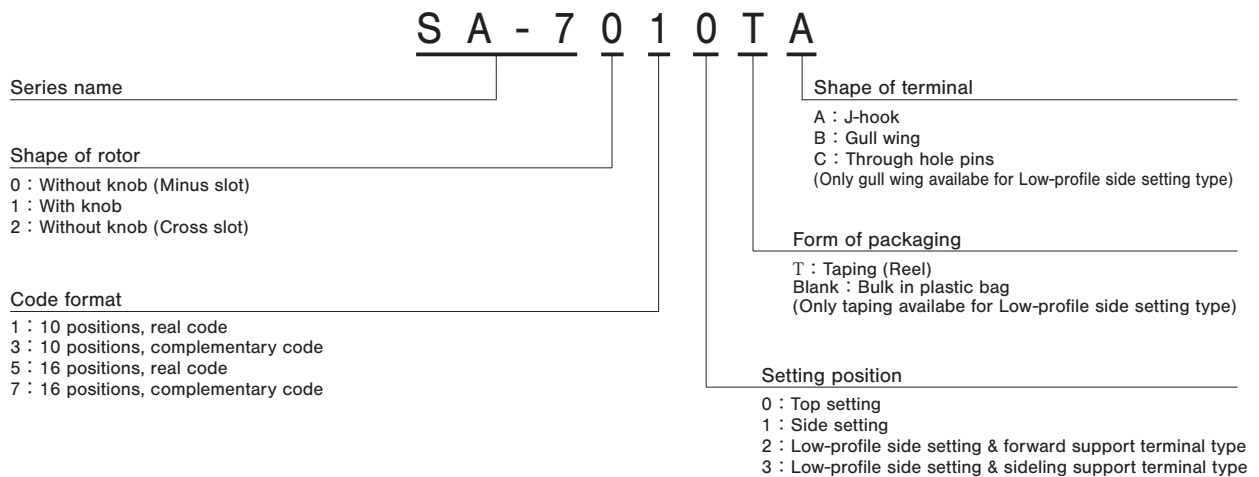 S A - 7 0 1 0 T A
Series name
Shape of rotor
0 : Without knob (Minus slot)
1 : With knob
2 : Without knob (Cross slot)
Code format
1 : 10 positions, real code
3 : 10 positions, complementary code
5 : 16 positions, real code
7 : 16 positions, complementary code
Shape of terminal
A : J-hook
B : Gull wing
C : Through hole pins
(Only gull wing availabe for Low-profile side setting type)
Form of packaging
T : Taping (Reel)
Blank : Bulk in plastic bag
(Only taping availabe for Low-profile side setting type)
Setting position
0 : Top setting
1 : Side setting
2 : Low-profile side setting & forward support terminal type
3 : Low-profile side setting & sideling support terminal type